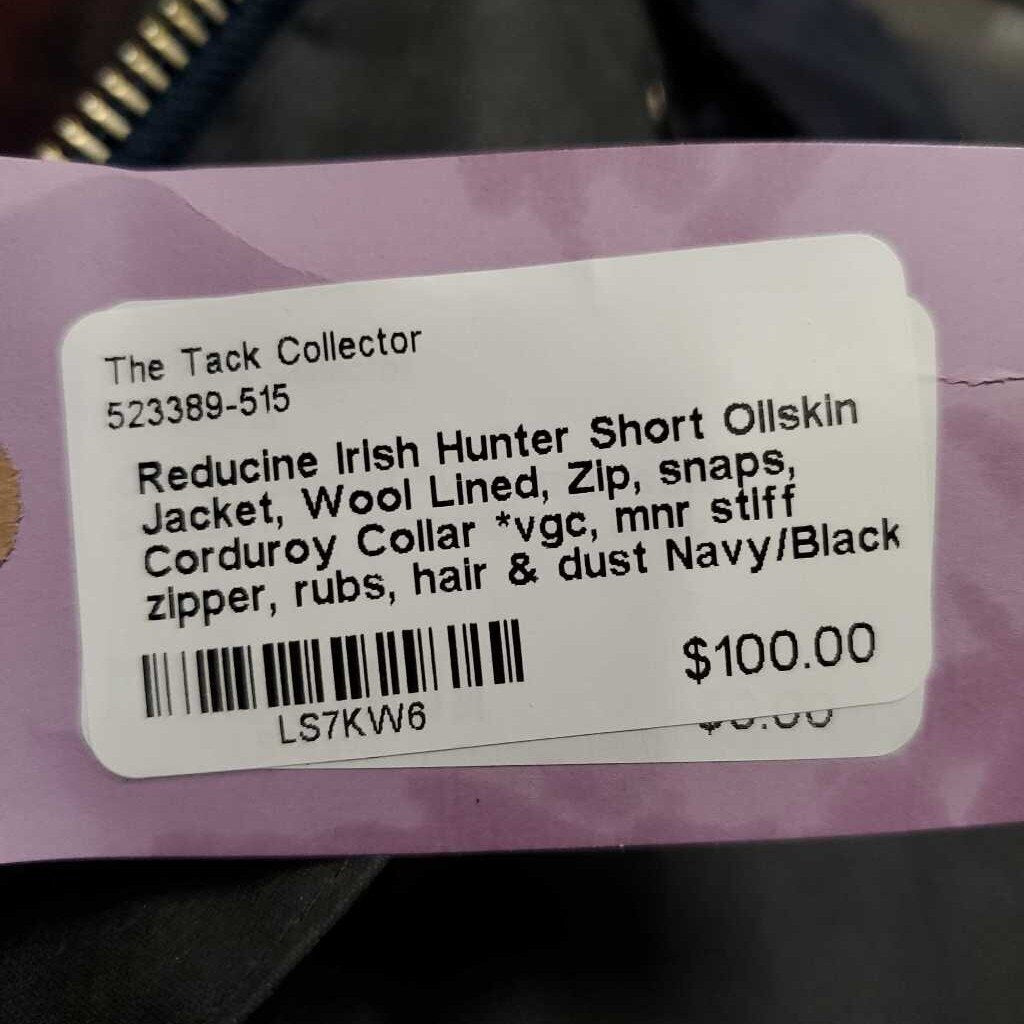 The Tack Collector
523389-515
Reducine Irish Hunter Short Oilskin
Jacket, Wool Lined, Zip, snaps,
Corduroy Collar *vgc, mnr stiff
zipper, rubs, hair & dust Navy/Black
$100.00
LS7KW6